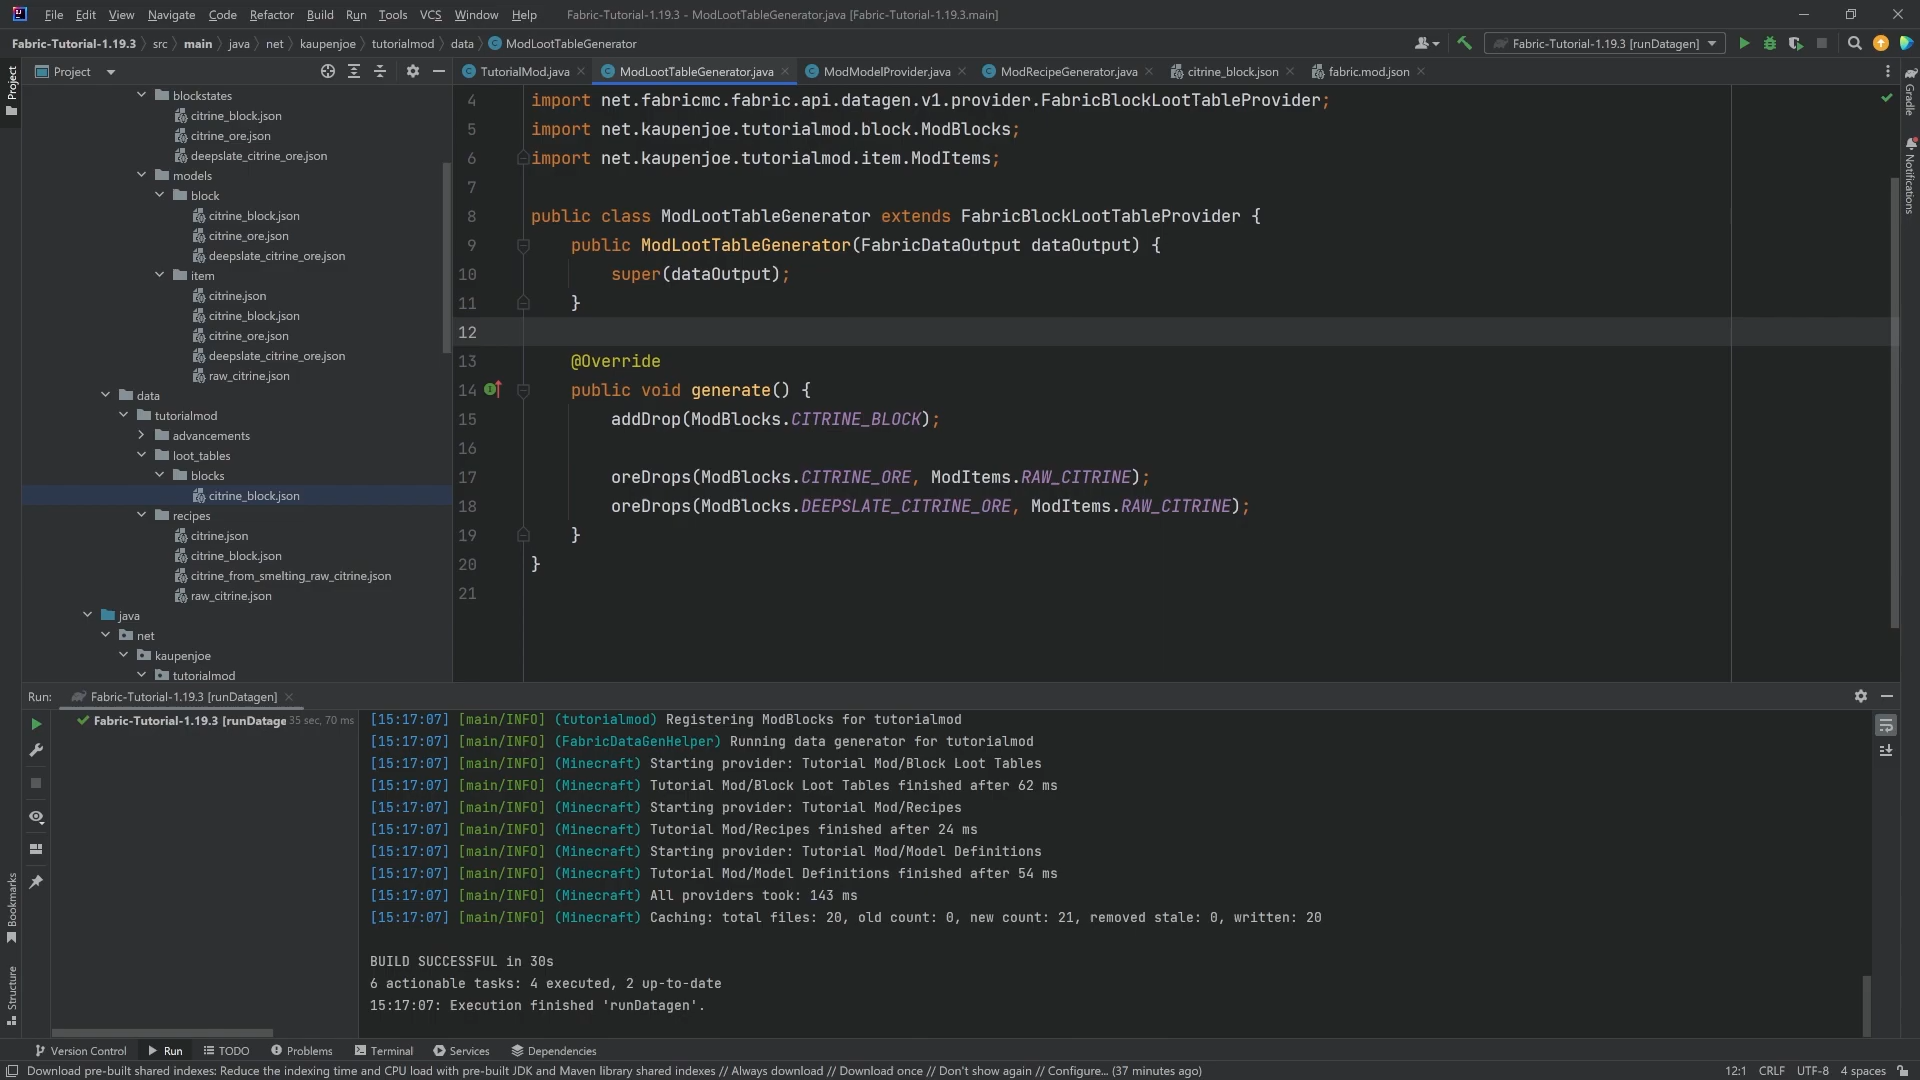 File Edit View Navigate Code Refactor Build Run Tools VCS Window Help Fabric-Tutorial-1.19.3 - ModLootTableGenerator.java [Fabric-Tutorial-1.19.3.main]
Fabric-Tutorial-1.19.3 src main java net kaupenjoe tutorialmod data ModLootTableGenerator
Fabric-Tutorial-1.19.3 [runDatagen]
Project
TutorialMod.java ModLootTableGenerator.java ModModelProvider.java ModRecipeGenerator.java citrine_block.json fabric.mod.json
Project
Gradle
Notifications
blockstates
citrine_block.json
citrine_ore.json
deepslate_citrine_ore.json
models
block
citrine_block.json
citrine_ore.json
deepslate_citrine_ore.json
item
citrine.json
citrine_block.json
citrine_ore.json
deepslate_citrine_ore.json
raw_citrine.json
data
tutorialmod
advancements
loot_tables
blocks
citrine_block.json
recipes
citrine.json
citrine_block.json
citrine_from_smelting_raw_citrine.json
raw_citrine.json
java
net
kaupenjoe
tutorialmod
4 import net.fabricmc.fabric.api.datagen.v1.provider.FabricBlockLootTableProvider;
5 import net.kaupenjoe.tutorialmod.block.ModBlocks;
6 import net.kaupenjoe.tutorialmod.item.ModItems;
7
8 public class ModLootTableGenerator extends FabricBlockLootTableProvider {
9 public ModLootTableGenerator(FabricDataOutput dataOutput) {
10 super(dataOutput);
11 }
12
13 @Override
14 public void generate() {
15 addDrop(ModBlocks.CITRINE_BLOCK);
16
17 oreDrops(ModBlocks.CITRINE_ORE, ModItems.RAW_CITRINE);
18 oreDrops(ModBlocks.DEEPSLATE_CITRINE_ORE, ModItems.RAW_CITRINE);
19 }
20 }
21
Run: Fabric-Tutorial-1.19.3 [runDatagen]
Fabric-Tutorial-1.19.3 [runDatage 35 sec, 70 ms
[15:17:07] [main/INFO] (tutorialmod) Registering ModBlocks for tutorialmod
[15:17:07] [main/INFO] (FabricDataGenHelper) Running data generator for tutorialmod
[15:17:07] [main/INFO] (Minecraft) Starting provider: Tutorial Mod/Block Loot Tables
[15:17:07] [main/INFO] (Minecraft) Tutorial Mod/Block Loot Tables finished after 62 ms
[15:17:07] [main/INFO] (Minecraft) Starting provider: Tutorial Mod/Recipes
[15:17:07] [main/INFO] (Minecraft) Tutorial Mod/Recipes finished after 24 ms
[15:17:07] [main/INFO] (Minecraft) Starting provider: Tutorial Mod/Model Definitions
[15:17:07] [main/INFO] (Minecraft) Tutorial Mod/Model Definitions finished after 54 ms
[15:17:07] [main/INFO] (Minecraft) All providers took: 143 ms
[15:17:07] [main/INFO] (Minecraft) Caching: total files: 20, old count: 0, new count: 21, removed stale: 0, written: 20
BUILD SUCCESSFUL in 30s
6 actionable tasks: 4 executed, 2 up-to-date
15:17:07: Execution finished 'runDatagen'.
Bookmarks
Structure
Version Control Run TODO Problems Terminal Services Dependencies
Download pre-built shared indexes: Reduce the indexing time and CPU load with pre-built JDK and Maven library shared indexes // Always download // Download once // Don't show again // Configure... (37 minutes ago) 12:1 CRLF UTF-8 4 spaces